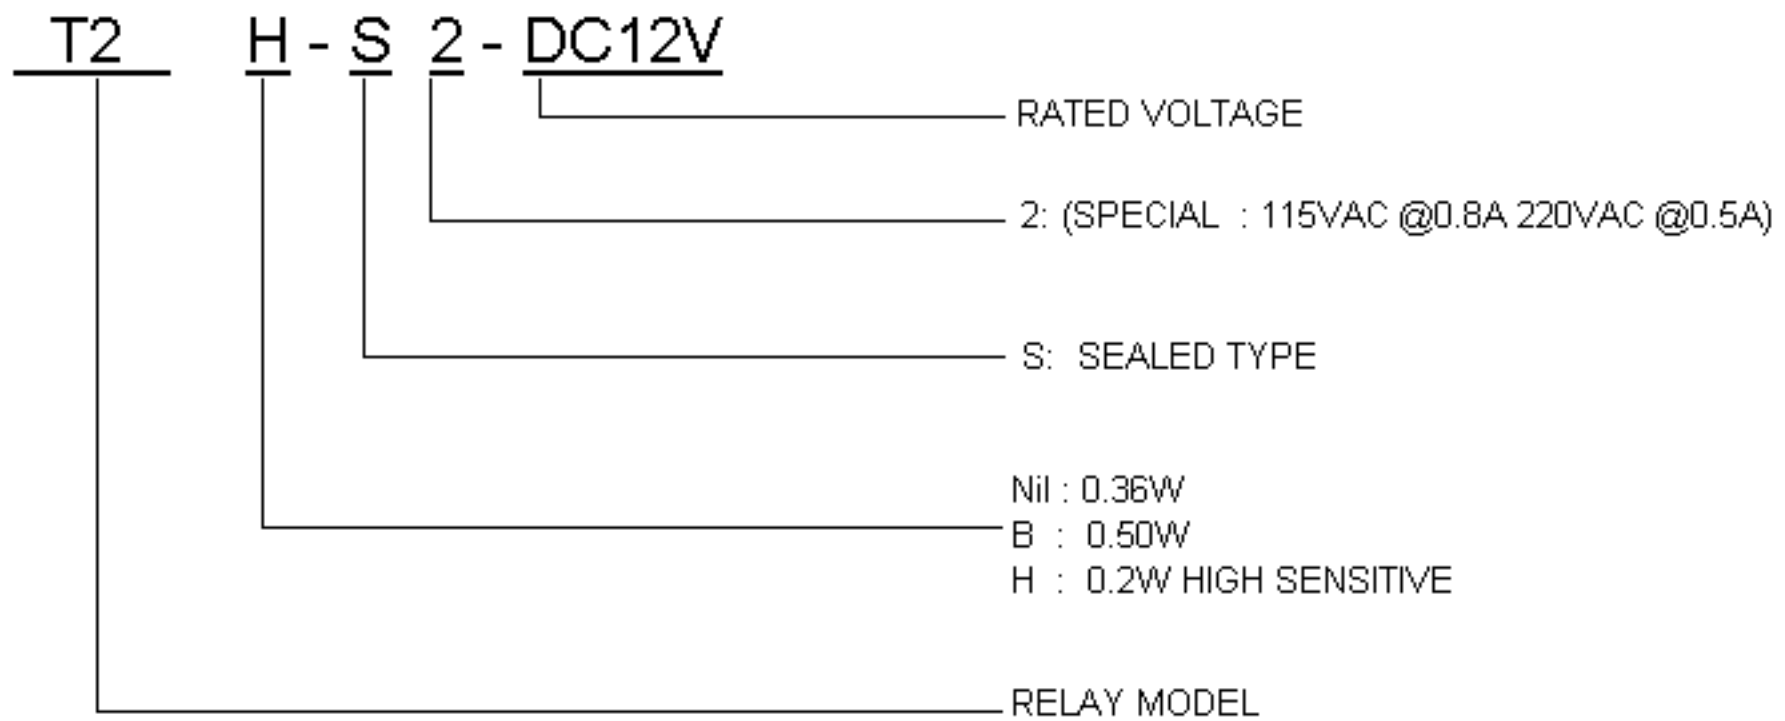 T2 H - S 2 - DC12V
RATED VOLTAGE
2: (SPECIAL : 115VAC @0.8A 220VAC @0.5A)
S: SEALED TYPE
Nil : 0.36W
B : 0.50W
H : 0.2W HIGH SENSITIVE
RELAY MODEL